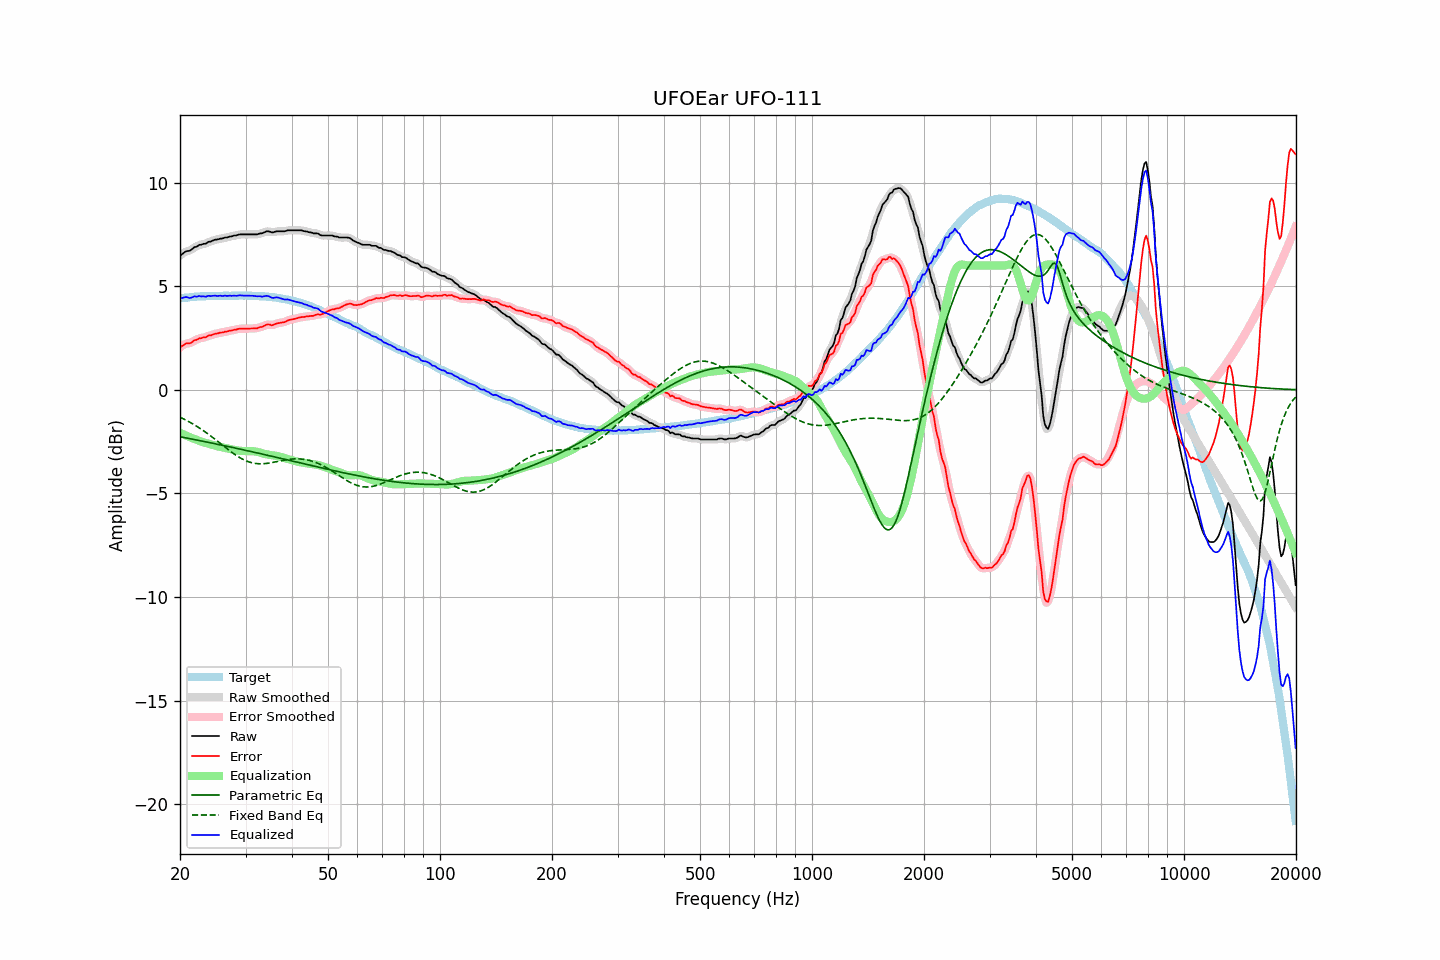 UFOEar UFO-111
Amplitude (dBr)
10
5
0
−5
−10
−15
−20
Target
Raw Smoothed
Error Smoothed
Raw
Error
Equalization
Parametric Eq
Fixed Band Eq
Equalized
20 50 100 200 500 1000 2000 5000 10000 20000
Frequency (Hz)